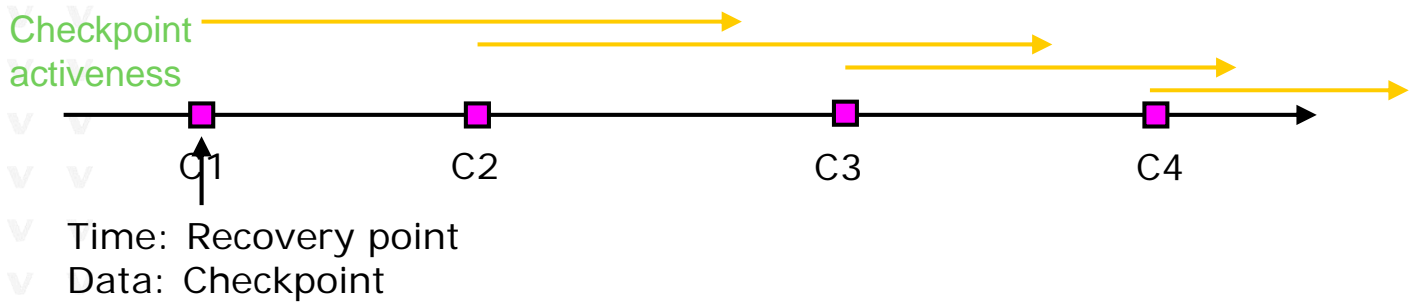 Checkpoint
activeness
C1 C2 C3 C4
Time: Recovery point
Data: Checkpoint